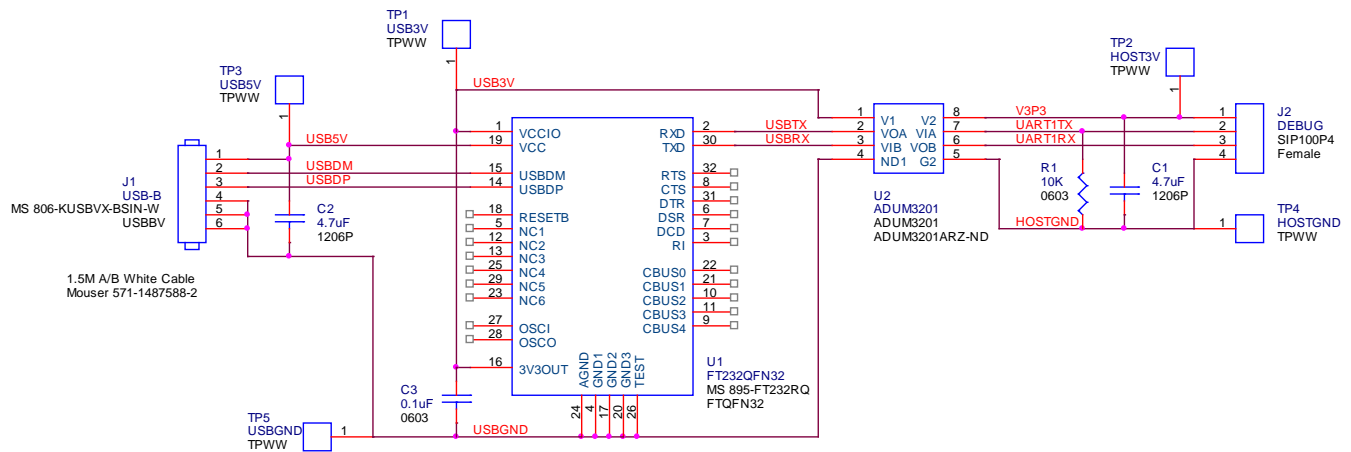 TP1
USB3V
TPWW
1
USB3V
TP3
USB5V
TPWW
1
USB5V
USBDM
USBDP
1
2
3
4
5
6
J1
USB-B
MS 806-KUSBVX-BSIN-W
USBBV
C2
4.7uF
1206P
1.5M A/B White Cable
Mouser 571-1487588-2
TP5
USBGND
TPWW
1
C3
0.1uF
0603
USBGND
1 VCCIO
19 VCC
15 USBDM
14 USBDP
18 RESETB
5 NC1
12 NC2
13 NC3
25 NC4
29 NC5
23 NC6
27 OSCI
28 OSCO
16 3V3OUT
AGND GND1 GND2 GND3 TEST
24 4 17 20 26
RXD 2
TXD 30
RTS 32
CTS 8
DTR 31
DSR 6
DCD 7
RI 3
CBUS0 22
CBUS1 21
CBUS2 10
CBUS3 11
CBUS4 9
U1
FT232QFN32
MS 895-FT232RQ
FTQFN32
USBTX
USBRX
1 V1 V2 8
2 VOA VIA 7
3 VIB VOB 6
4 ND1 G2 5
U2
ADUM3201
ADUM3201
ADUM3201ARZ-ND
V3P3
UART1TX
UART1RX
HOSTGND
R1
10K
0603
C1
4.7uF
1206P
TP2
HOST3V
TPWW
1
1
2
3
4
J2
DEBUG
SIP100P4
Female
1
TP4
HOSTGND
TPWW